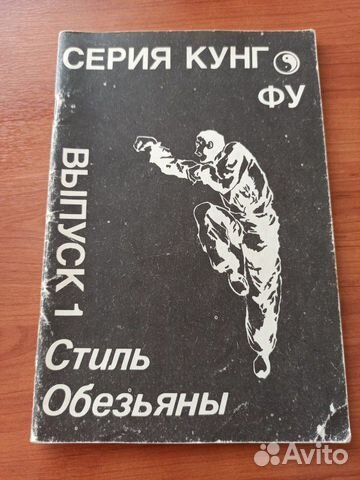 СЕРИЯ КУНГ
ФУ
ВЫПУСК 1
Стиль
Обезьяны
Avito